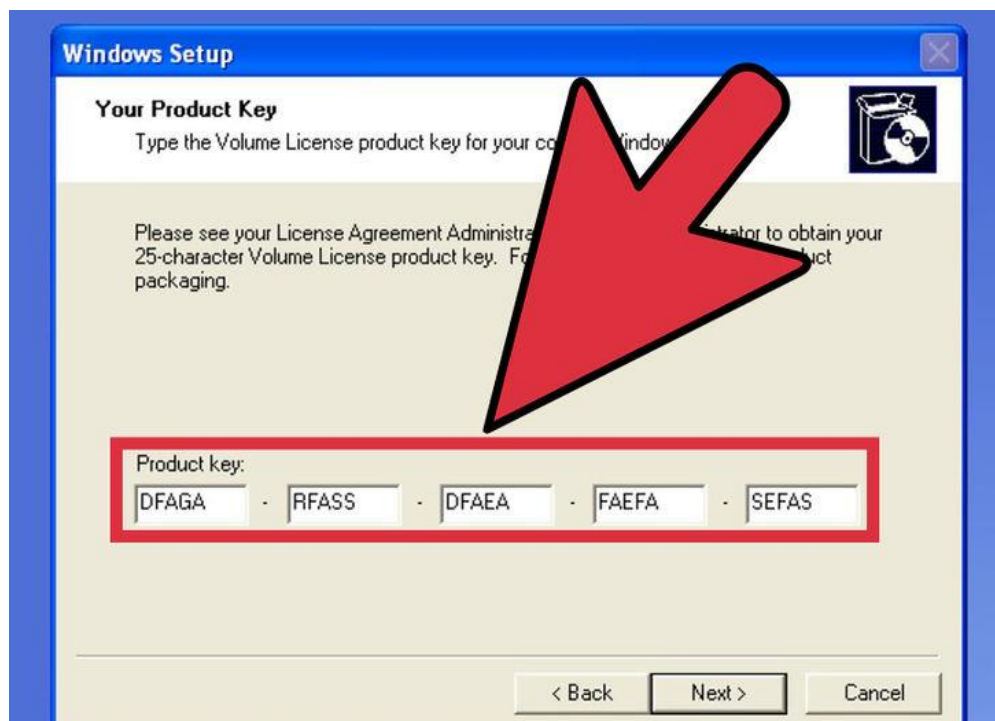 Windows Setup
Your Product Key
Type the Volume License product key for your
Please see your License Agreement to obtain your
25-character Volume License product key.
packaging.
Product key:
DFAGA - RFASS - DFAEA - FAEFA - SEFAS
< Back Next > Cancel